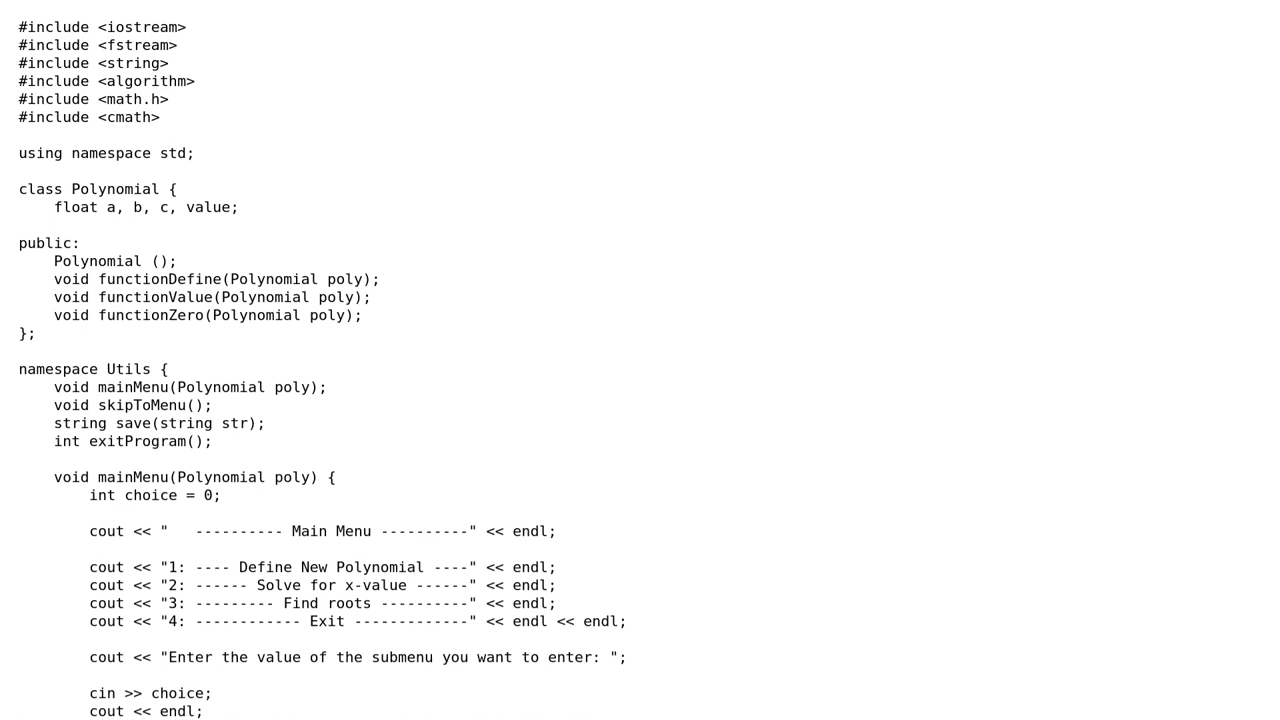 #include <iostream>
#include <fstream>
#include <string>
#include <algorithm>
#include <math.h>
#include <cmath>

using namespace std;

class Polynomial {
    float a, b, c, value;

public:
    Polynomial ();
    void functionDefine(Polynomial poly);
    void functionValue(Polynomial poly);
    void functionZero(Polynomial poly);
};

namespace Utils {
    void mainMenu(Polynomial poly);
    void skipToMenu();
    string save(string str);
    int exitProgram();

    void mainMenu(Polynomial poly) {
        int choice = 0;

        cout << "   ---------- Main Menu ----------" << endl;

        cout << "1: ---- Define New Polynomial ----" << endl;
        cout << "2: ------ Solve for x-value ------" << endl;
        cout << "3: --------- Find roots ----------" << endl;
        cout << "4: ------------ Exit -------------" << endl << endl;

        cout << "Enter the value of the submenu you want to enter: ";

        cin >> choice;
        cout << endl;